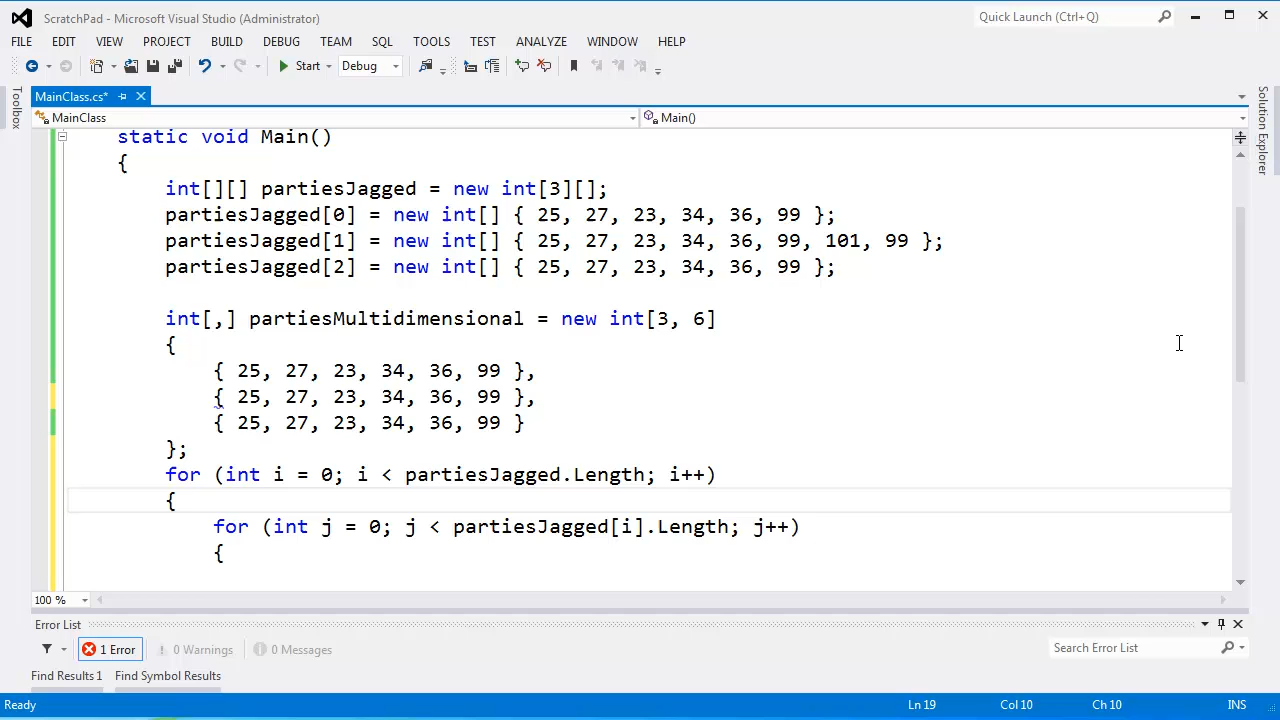 ScratchPad - Microsoft Visual Studio (Administrator)
Quick Launch (Ctrl+Q)
FILE EDIT VIEW PROJECT BUILD DEBUG TEAM SQL TOOLS TEST ANALYZE WINDOW HELP
Start Debug
Toolbox
MainClass.cs*
Solution Explorer
MainClass Main()
static void Main()
{
int[][] partiesJagged = new int[3][];
partiesJagged[0] = new int[] { 25, 27, 23, 34, 36, 99 };
partiesJagged[1] = new int[] { 25, 27, 23, 34, 36, 99, 101, 99 };
partiesJagged[2] = new int[] { 25, 27, 23, 34, 36, 99 };
int[,] partiesMultidimensional = new int[3, 6]
{
{ 25, 27, 23, 34, 36, 99 },
{ 25, 27, 23, 34, 36, 99 },
{ 25, 27, 23, 34, 36, 99 }
};
for (int i = 0; i < partiesJagged.Length; i++)
{
for (int j = 0; j < partiesJagged[i].Length; j++)
{
100 %
Error List
1 Error 0 Warnings 0 Messages
Search Error List
Find Results 1 Find Symbol Results
Ready Ln 19 Col 10 Ch 10 INS